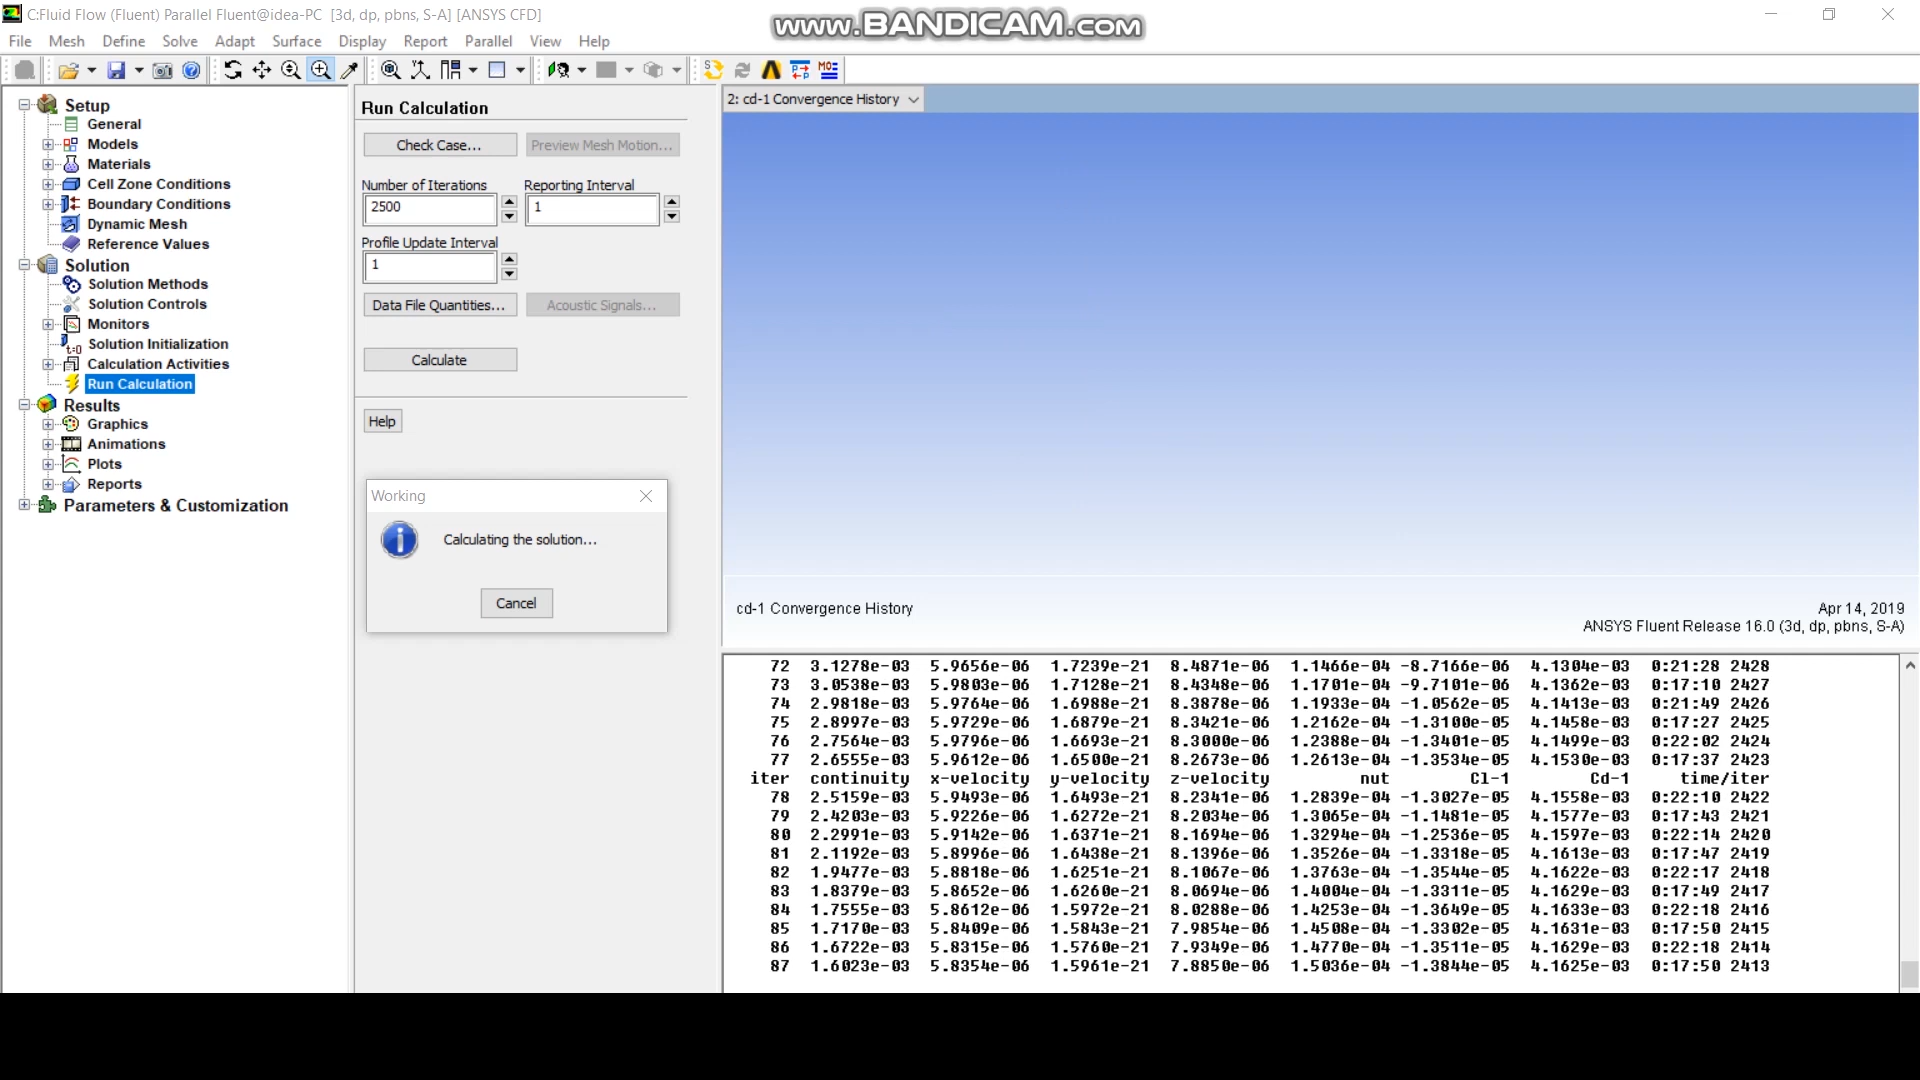 C:Fluid Flow (Fluent) Parallel Fluent@idea-PC [3d, dp, pbns, S-A] [ANSYS CFD]
www.BANDICAM.com
File Mesh Define Solve Adapt Surface Display Report Parallel View Help
Setup
General
Models
Materials
Cell Zone Conditions
Boundary Conditions
Dynamic Mesh
Reference Values
Solution
Solution Methods
Solution Controls
Monitors
Solution Initialization
Calculation Activities
Run Calculation
Results
Graphics
Animations
Plots
Reports
Parameters & Customization
Run Calculation
Check Case... Preview Mesh Motion...
Number of Iterations Reporting Interval
2500 1
Profile Update Interval
1
Data File Quantities... Acoustic Signals...
Calculate
Help
Working
Calculating the solution...
Cancel
2: cd-1 Convergence History
cd-1 Convergence History
Apr 14, 2019
ANSYS Fluent Release 16.0 (3d, dp, pbns, S-A)
72 3.1278e-03 5.9656e-06 1.7239e-21 8.4871e-06 1.1466e-04 -8.7166e-06 4.1304e-03 0:21:28 2428
73 3.0538e-03 5.9803e-06 1.7128e-21 8.4348e-06 1.1701e-04 -9.7101e-06 4.1362e-03 0:17:10 2427
74 2.9818e-03 5.9764e-06 1.6988e-21 8.3878e-06 1.1933e-04 -1.0562e-05 4.1413e-03 0:21:49 2426
75 2.8997e-03 5.9729e-06 1.6879e-21 8.3421e-06 1.2162e-04 -1.3100e-05 4.1458e-03 0:17:27 2425
76 2.7564e-03 5.9796e-06 1.6693e-21 8.3000e-06 1.2388e-04 -1.3401e-05 4.1499e-03 0:22:02 2424
77 2.6555e-03 5.9612e-06 1.6500e-21 8.2673e-06 1.2613e-04 -1.3534e-05 4.1530e-03 0:17:37 2423
iter continuity x-velocity y-velocity z-velocity nut Cl-1 Cd-1 time/iter
78 2.5159e-03 5.9493e-06 1.6493e-21 8.2341e-06 1.2839e-04 -1.3027e-05 4.1558e-03 0:22:10 2422
79 2.4203e-03 5.9226e-06 1.6272e-21 8.2034e-06 1.3065e-04 -1.1481e-05 4.1577e-03 0:17:43 2421
80 2.2991e-03 5.9142e-06 1.6371e-21 8.1694e-06 1.3294e-04 -1.2536e-05 4.1597e-03 0:22:14 2420
81 2.1192e-03 5.8996e-06 1.6438e-21 8.1396e-06 1.3526e-04 -1.3318e-05 4.1613e-03 0:17:47 2419
82 1.9477e-03 5.8818e-06 1.6251e-21 8.1067e-06 1.3763e-04 -1.3544e-05 4.1622e-03 0:22:17 2418
83 1.8379e-03 5.8652e-06 1.6260e-21 8.0694e-06 1.4004e-04 -1.3311e-05 4.1629e-03 0:17:49 2417
84 1.7555e-03 5.8612e-06 1.5972e-21 8.0288e-06 1.4253e-04 -1.3649e-05 4.1633e-03 0:22:18 2416
85 1.7170e-03 5.8409e-06 1.5843e-21 7.9854e-06 1.4508e-04 -1.3302e-05 4.1631e-03 0:17:50 2415
86 1.6722e-03 5.8315e-06 1.5760e-21 7.9349e-06 1.4770e-04 -1.3511e-05 4.1629e-03 0:22:18 2414
87 1.6023e-03 5.8354e-06 1.5961e-21 7.8850e-06 1.5036e-04 -1.3844e-05 4.1625e-03 0:17:50 2413